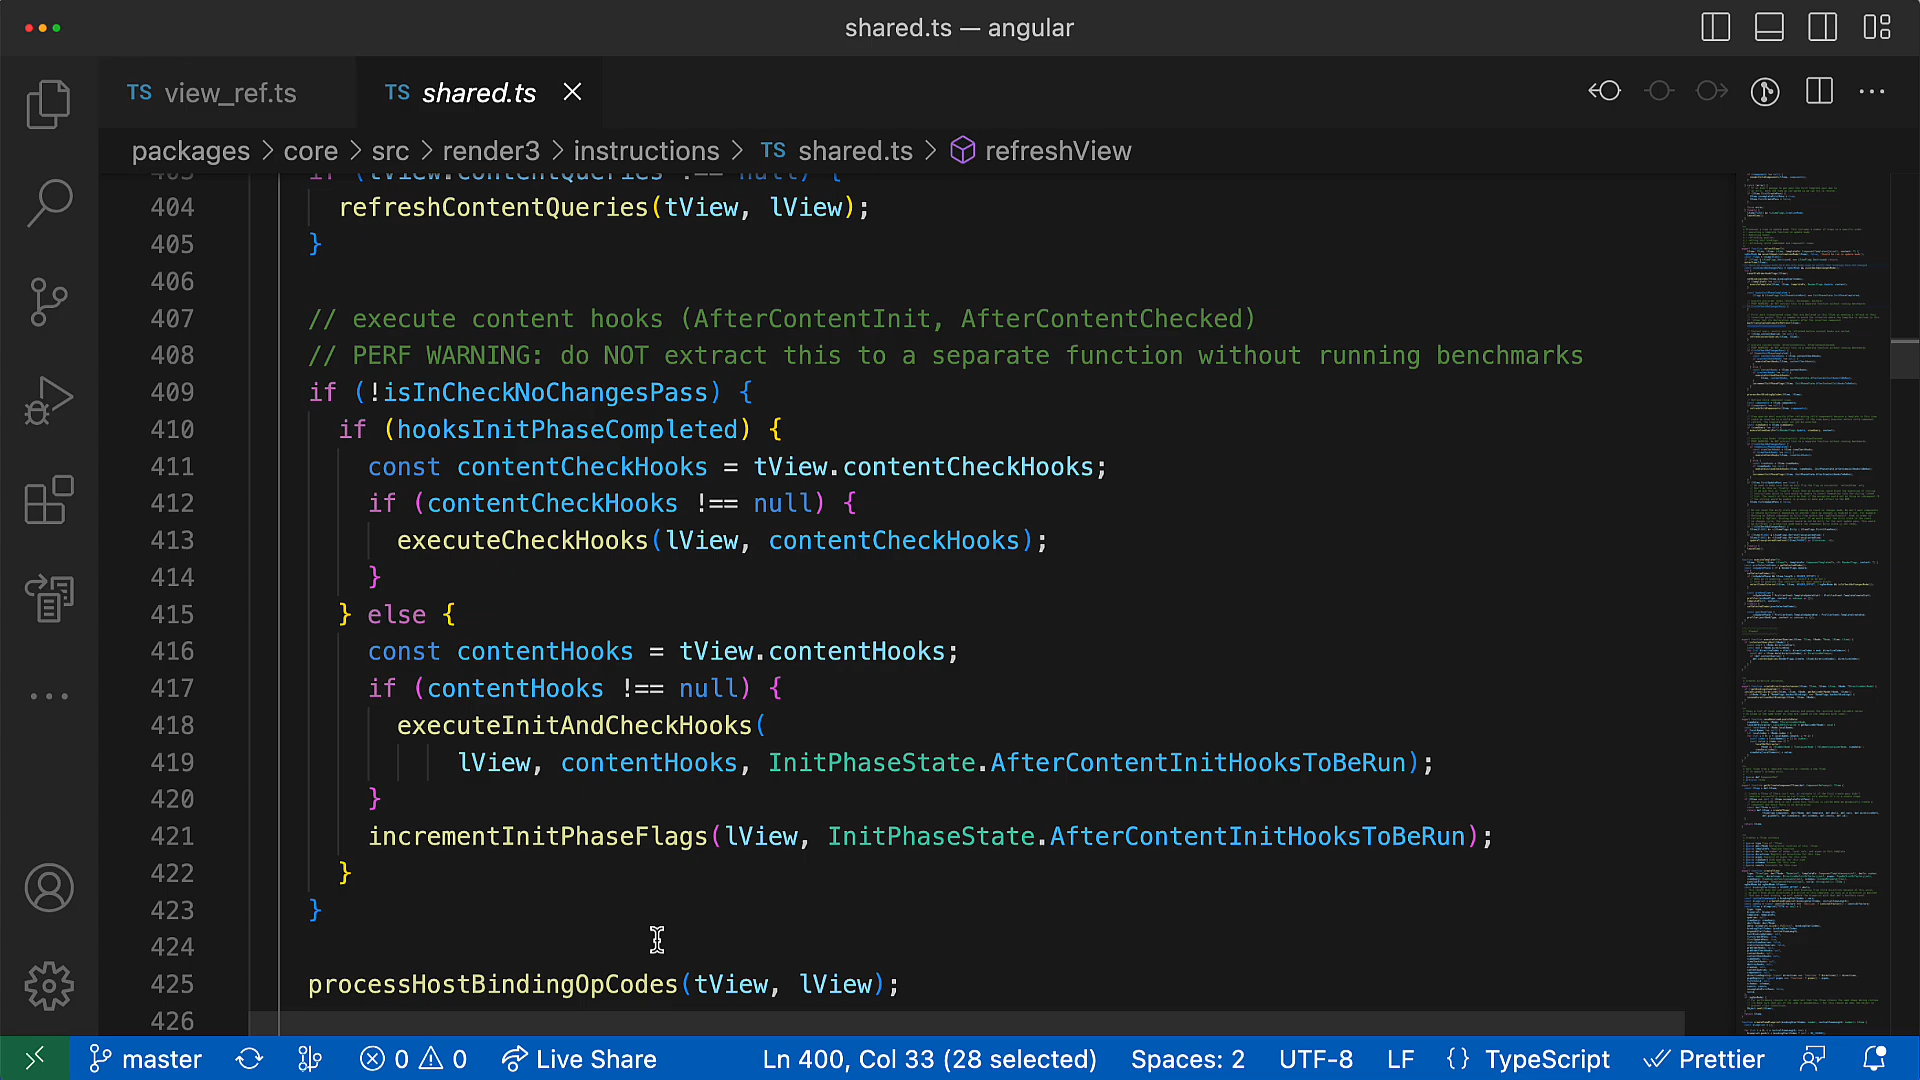 shared.ts — angular
TS view_ref.ts
TS shared.ts
packages > core > src > render3 > instructions > TS shared.ts > refreshView
403 if (tView.contentQueries !== null) {
404 refreshContentQueries(tView, lView);
405 }
406
407 // execute content hooks (AfterContentInit, AfterContentChecked)
408 // PERF WARNING: do NOT extract this to a separate function without running benchmarks
409 if (!isInCheckNoChangesPass) {
410 if (hooksInitPhaseCompleted) {
411 const contentCheckHooks = tView.contentCheckHooks;
412 if (contentCheckHooks !== null) {
413 executeCheckHooks(lView, contentCheckHooks);
414 }
415 } else {
416 const contentHooks = tView.contentHooks;
417 if (contentHooks !== null) {
418 executeInitAndCheckHooks(
419 lView, contentHooks, InitPhaseState.AfterContentInitHooksToBeRun);
420 }
421 incrementInitPhaseFlags(lView, InitPhaseState.AfterContentInitHooksToBeRun);
422 }
423 }
424
425 processHostBindingOpCodes(tView, lView);
426
master 0 0 Live Share Ln 400, Col 33 (28 selected) Spaces: 2 UTF-8 LF {} TypeScript Prettier